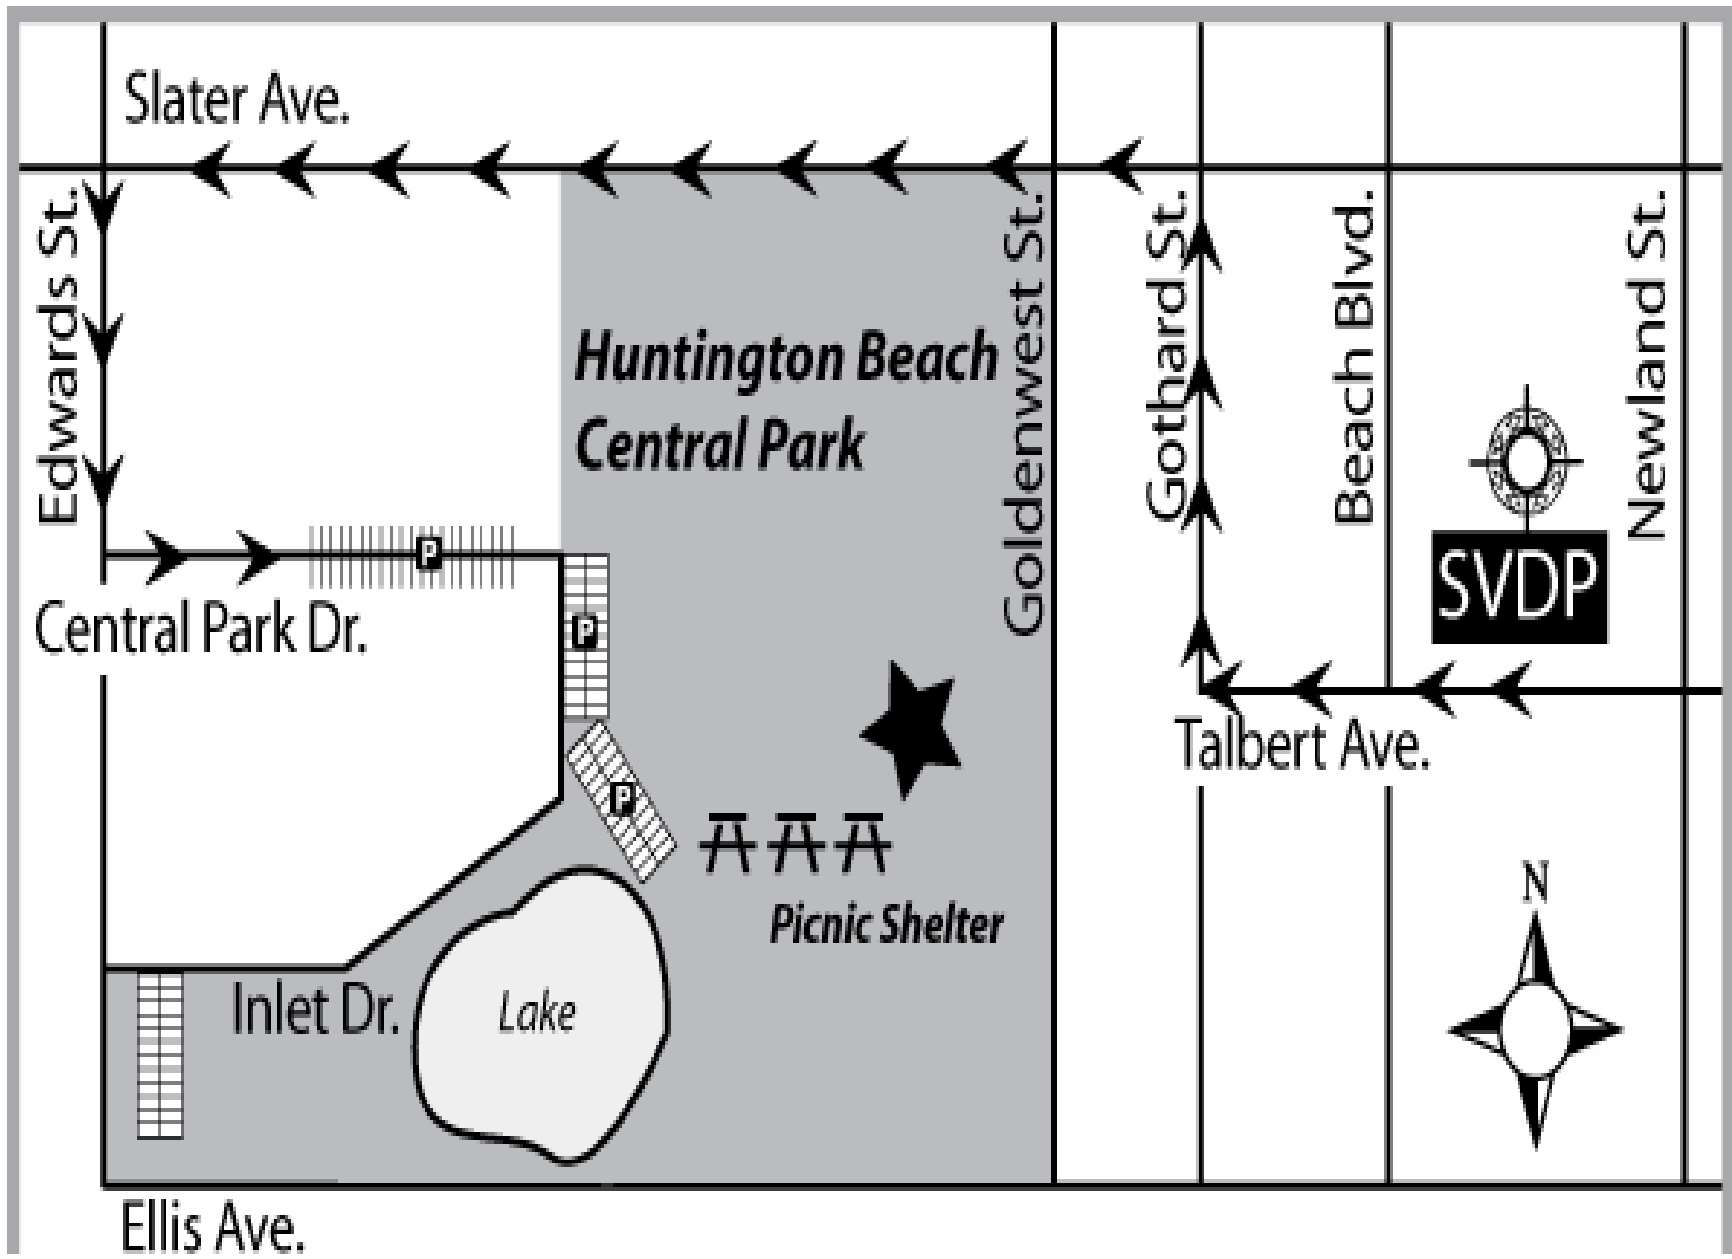 Slater Ave.
Edwards St.
Goldenwest St.
Gothard St.
Beach Blvd.
Newland St.
Huntington Beach
Central Park
P
SVDP
Central Park Dr.
P
Talbert Ave.
P
N
Picnic Shelter
Inlet Dr.
Lake
Ellis Ave.